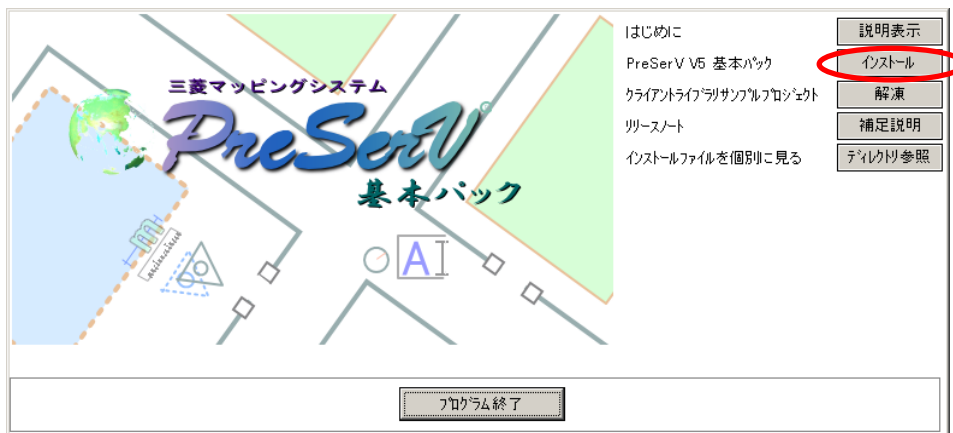 はじめに 説明表示
PreSerV V5 基本ﾊﾟｯｸ ｲﾝｽﾄｰﾙ
ｸﾗｲｱﾝﾄﾗｲﾌﾞﾗﾘｻﾝﾌﾟﾙﾌﾟﾛｼﾞｪｸﾄ 解凍
ﾘﾘｰｽﾉｰﾄ 補足説明
ｲﾝｽﾄｰﾙﾌｧｲﾙを個別に見る ﾃﾞｨﾚｸﾄﾘ参照
三菱マッピングシステム
PreSerV
基本パック
A
ﾌﾟﾛｸﾞﾗﾑ終了